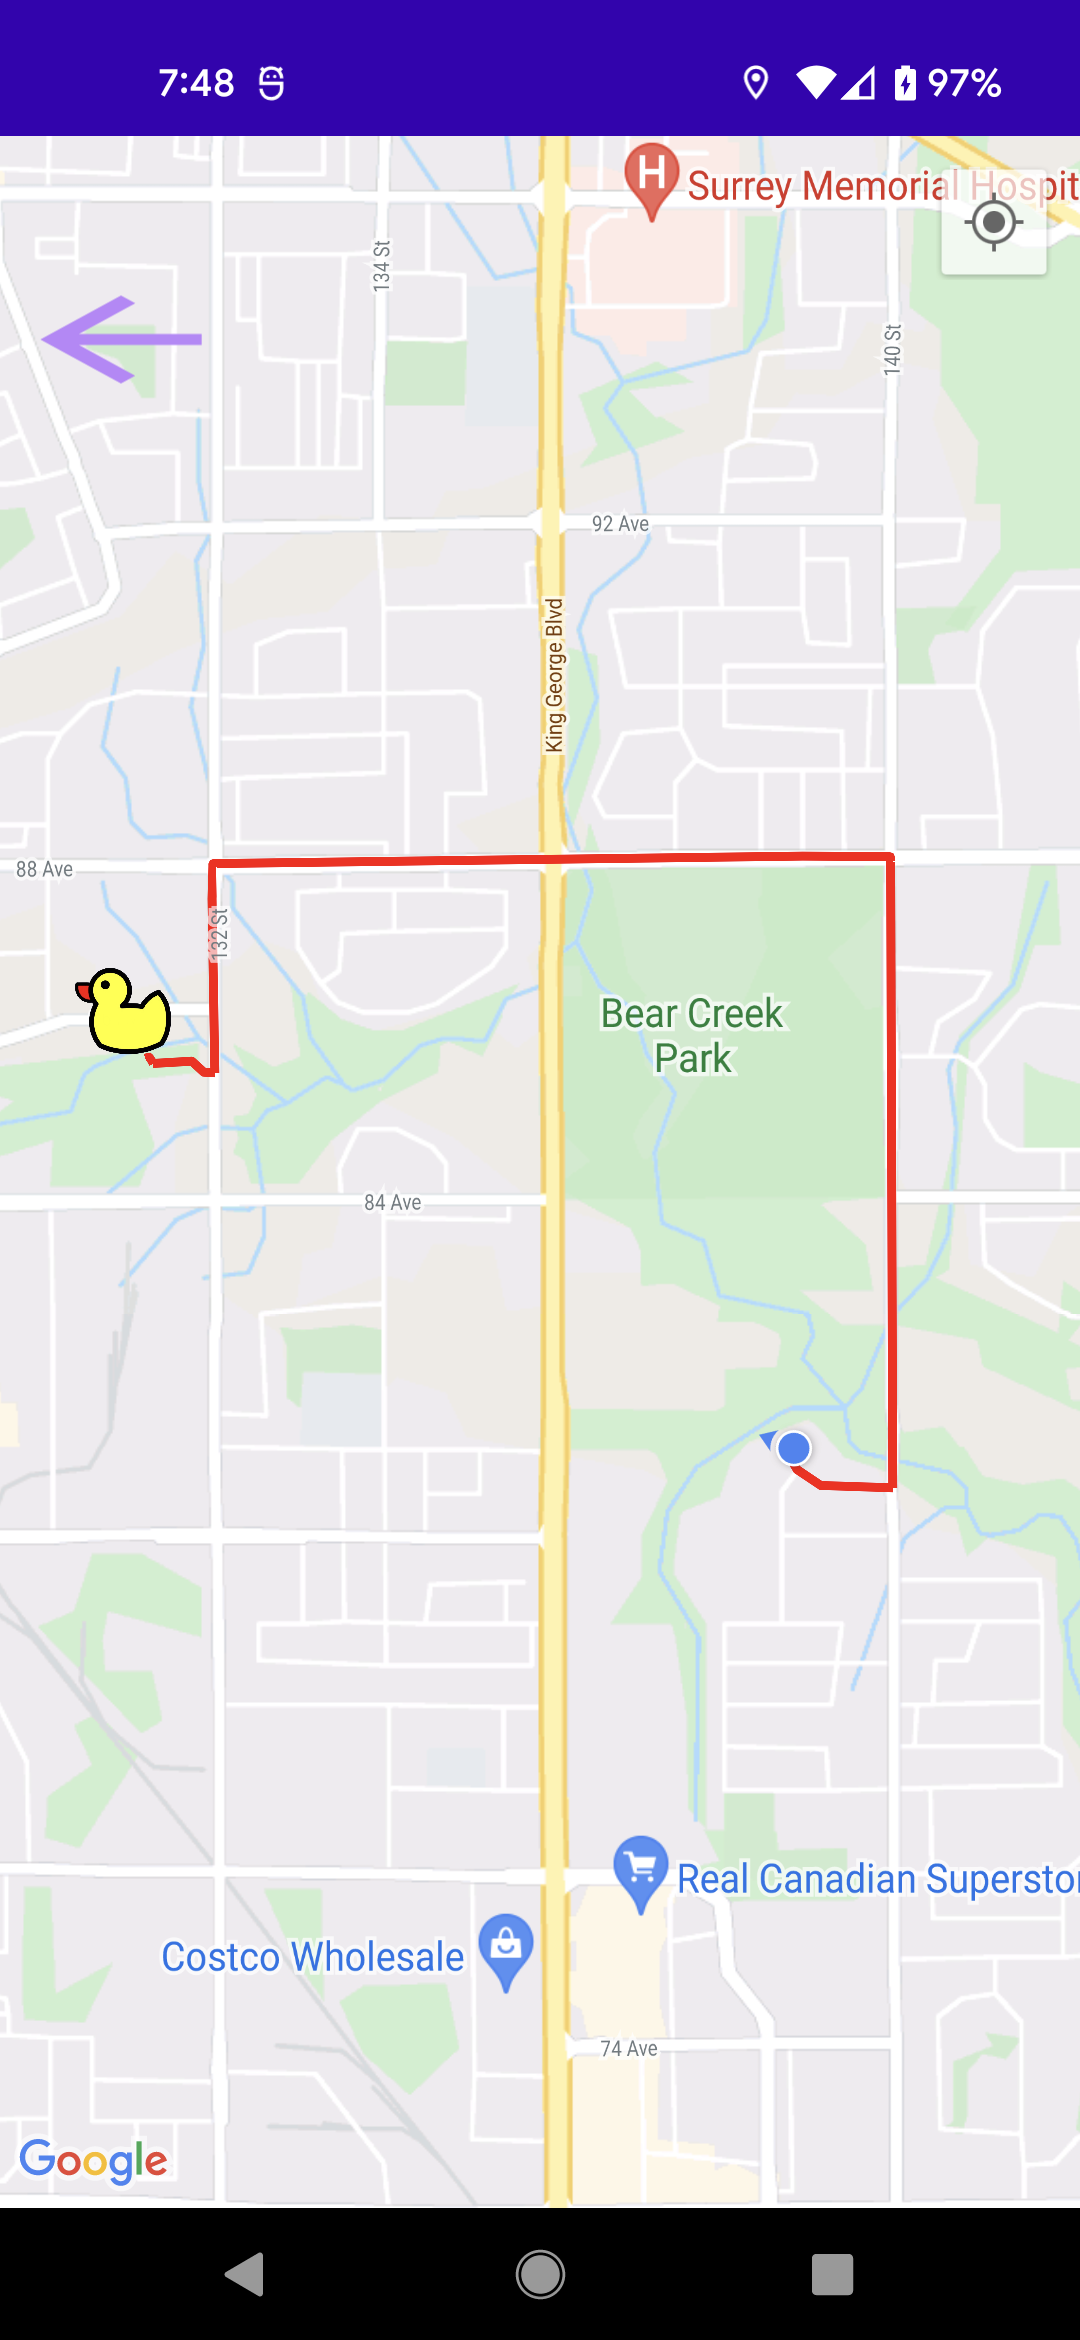 7:48
97%
Surrey Memorial Hospit
134 St
140 St
92 Ave
King George Blvd
88 Ave
132 St
Bear Creek
Park
84 Ave
Real Canadian Supersto
Costco Wholesale
74 Ave
Google